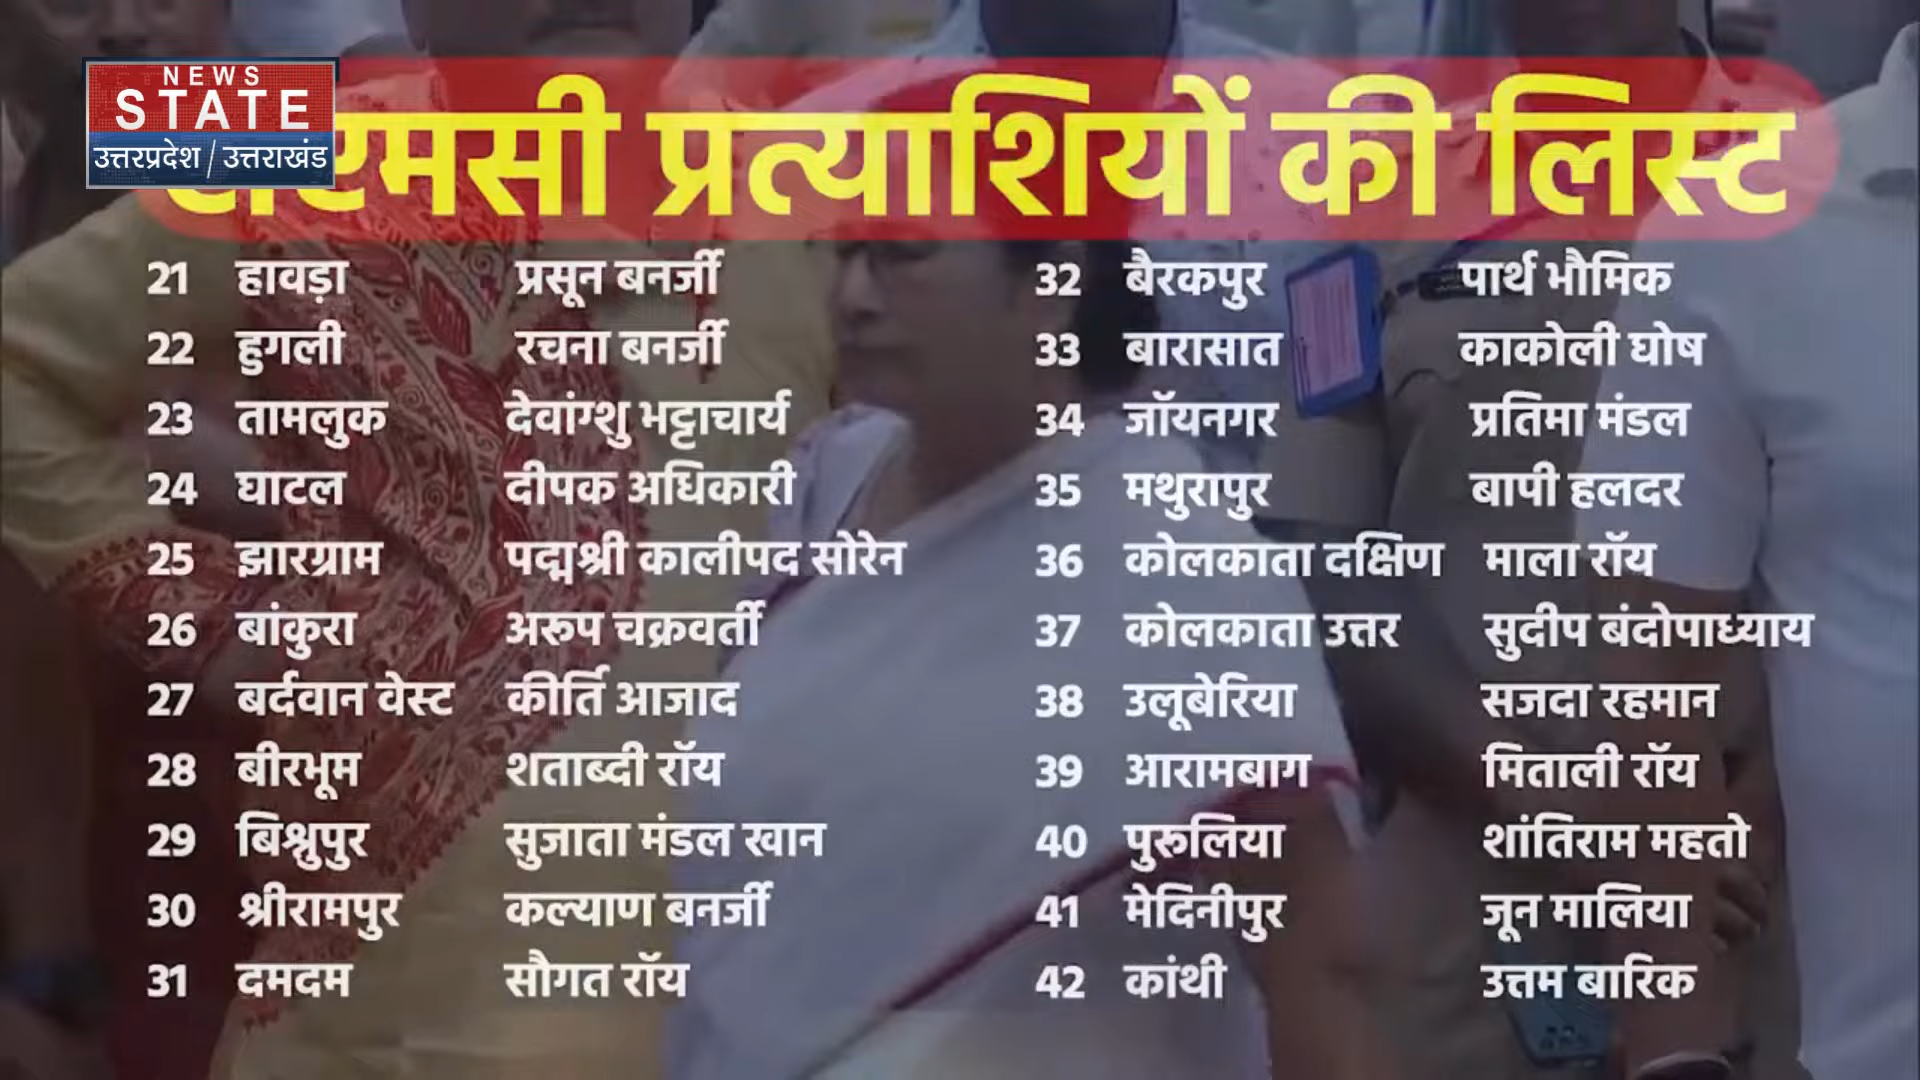 NEWS
STATE
उत्तरप्रदेश / उत्तराखंड
टीएमसी प्रत्याशियों की लिस्ट
21 हावड़ा प्रसून बनर्जी
22 हुगली रचना बनर्जी
23 तामलुक देवांग्शु भट्टाचार्य
24 घाटल दीपक अधिकारी
25 झारग्राम पद्मश्री कालीपद सोरेन
26 बांकुरा अरूप चक्रवर्ती
27 बर्दवान वेस्ट कीर्ति आजाद
28 बीरभूम शताब्दी रॉय
29 बिश्नुपुर सुजाता मंडल खान
30 श्रीरामपुर कल्याण बनर्जी
31 दमदम सौगत रॉय
32 बैरकपुर पार्थ भौमिक
33 बारासात काकोली घोष
34 जॉयनगर प्रतिमा मंडल
35 मथुरापुर बापी हलदर
36 कोलकाता दक्षिण माला रॉय
37 कोलकाता उत्तर सुदीप बंदोपाध्याय
38 उलूबेरिया सजदा रहमान
39 आरामबाग मिताली रॉय
40 पुरूलिया शांतिराम महतो
41 मेदिनीपुर जून मालिया
42 कांथी उत्तम बारिक